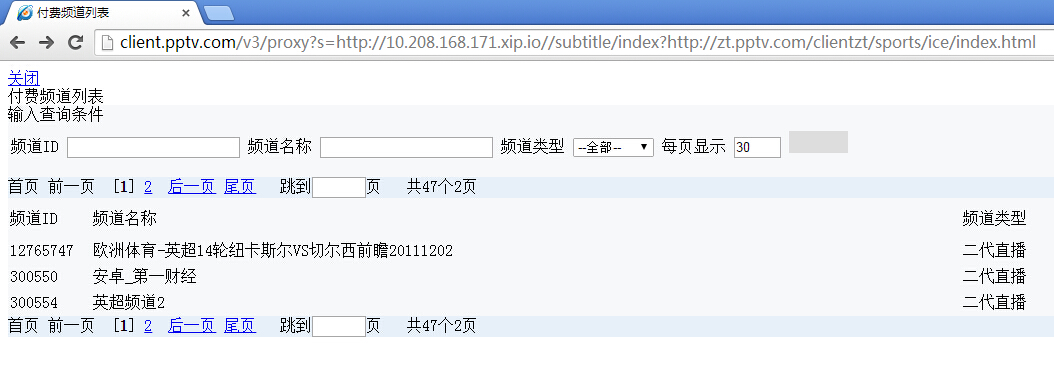 付费频道列表
client.pptv.com/v3/proxy?s=http://10.208.168.171.xip.io//subtitle/index?http://zt.pptv.com/clientzt/sports/ice/index.html
关闭
付费频道列表
输入查询条件
频道ID 频道名称 频道类型 --全部-- 每页显示 30
首页 前一页 [1] 2 后一页 尾页 跳到 页 共47个2页
频道ID 频道名称 频道类型
12765747 欧洲体育-英超14轮纽卡斯尔VS切尔西前瞻20111202 二代直播
300550 安卓_第一财经 二代直播
300554 英超频道2 二代直播
首页 前一页 [1] 2 后一页 尾页 跳到 页 共47个2页